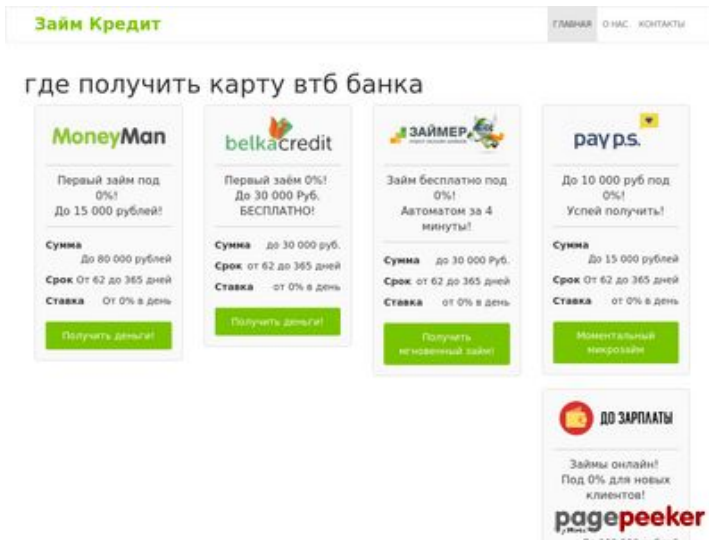 Займ Кредит
ГЛАВНАЯ О НАС КОНТАКТЫ
где получить карту втб банка
MoneyMan
Первый займ под
0%!
До 15 000 рублей!
Сумма
До 80 000 рублей
Срок От 62 до 365 дней
Ставка От 0% в день
Получить деньги!
belkacredit
Первый заём 0%!
До 30 000 Руб.
БЕСПЛАТНО!
Сумма до 30 000 руб.
Срок от 62 до 365 дней
Ставка от 0% в день
Получить деньги!
ЗАЙМЕР
Займ бесплатно под
0%!
Автоматом за 4
минуты!
Сумма до 30 000 Руб.
Срок от 62 до 365 дней
Ставка от 0% в день
Получить
мгновенный займ!
pay p.s.
До 10 000 руб под
0%!
Успей получить!
Сумма
До 15 000 рублей
Срок От 62 до 365 дней
Ставка От 0% в день
Моментальный
микрозайм
ДО ЗАРПЛАТЫ
Займы онлайн!
Под 0% для новых
клиентов!
pagepeeker